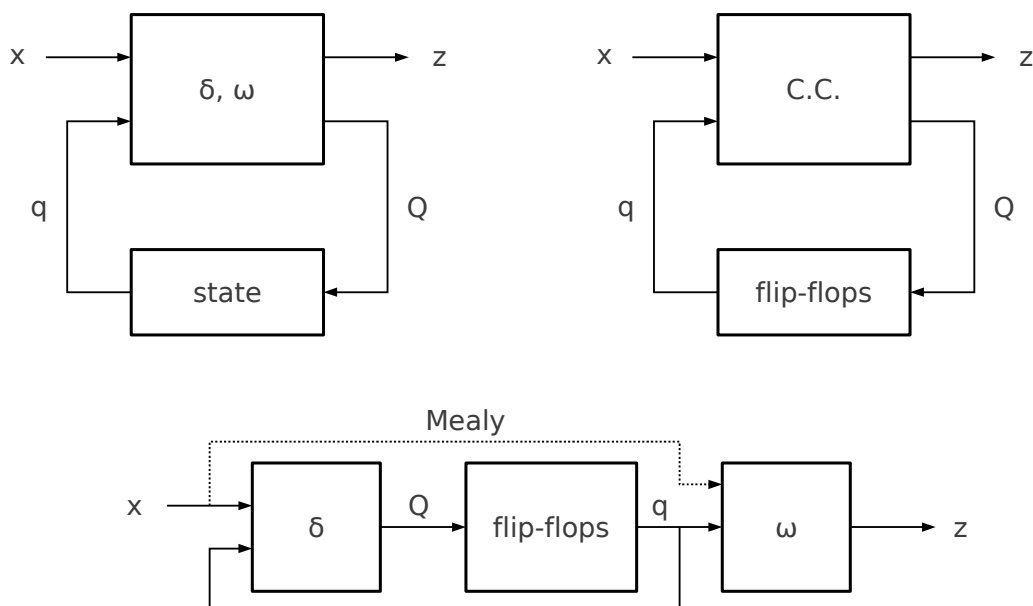 x
δ, ω
z
q
Q
state
x
C.C.
z
q
Q
flip-flops
Mealy
x
δ
Q
flip-flops
q
ω
z